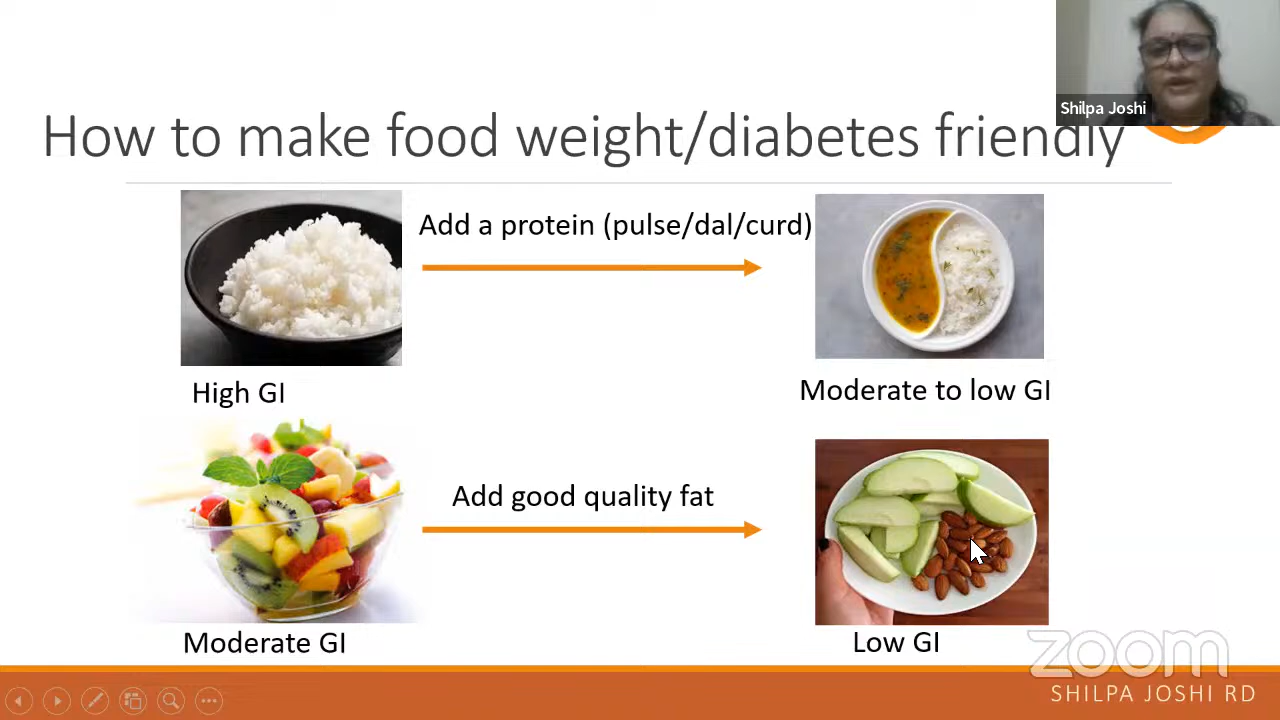 Shilpa Joshi
How to make food weight/diabetes friendly
Add a protein (pulse/dal/curd)
High GI
Moderate to low GI
Add good quality fat
Moderate GI
Low GI
zoom
SHILPA JOSHI RD